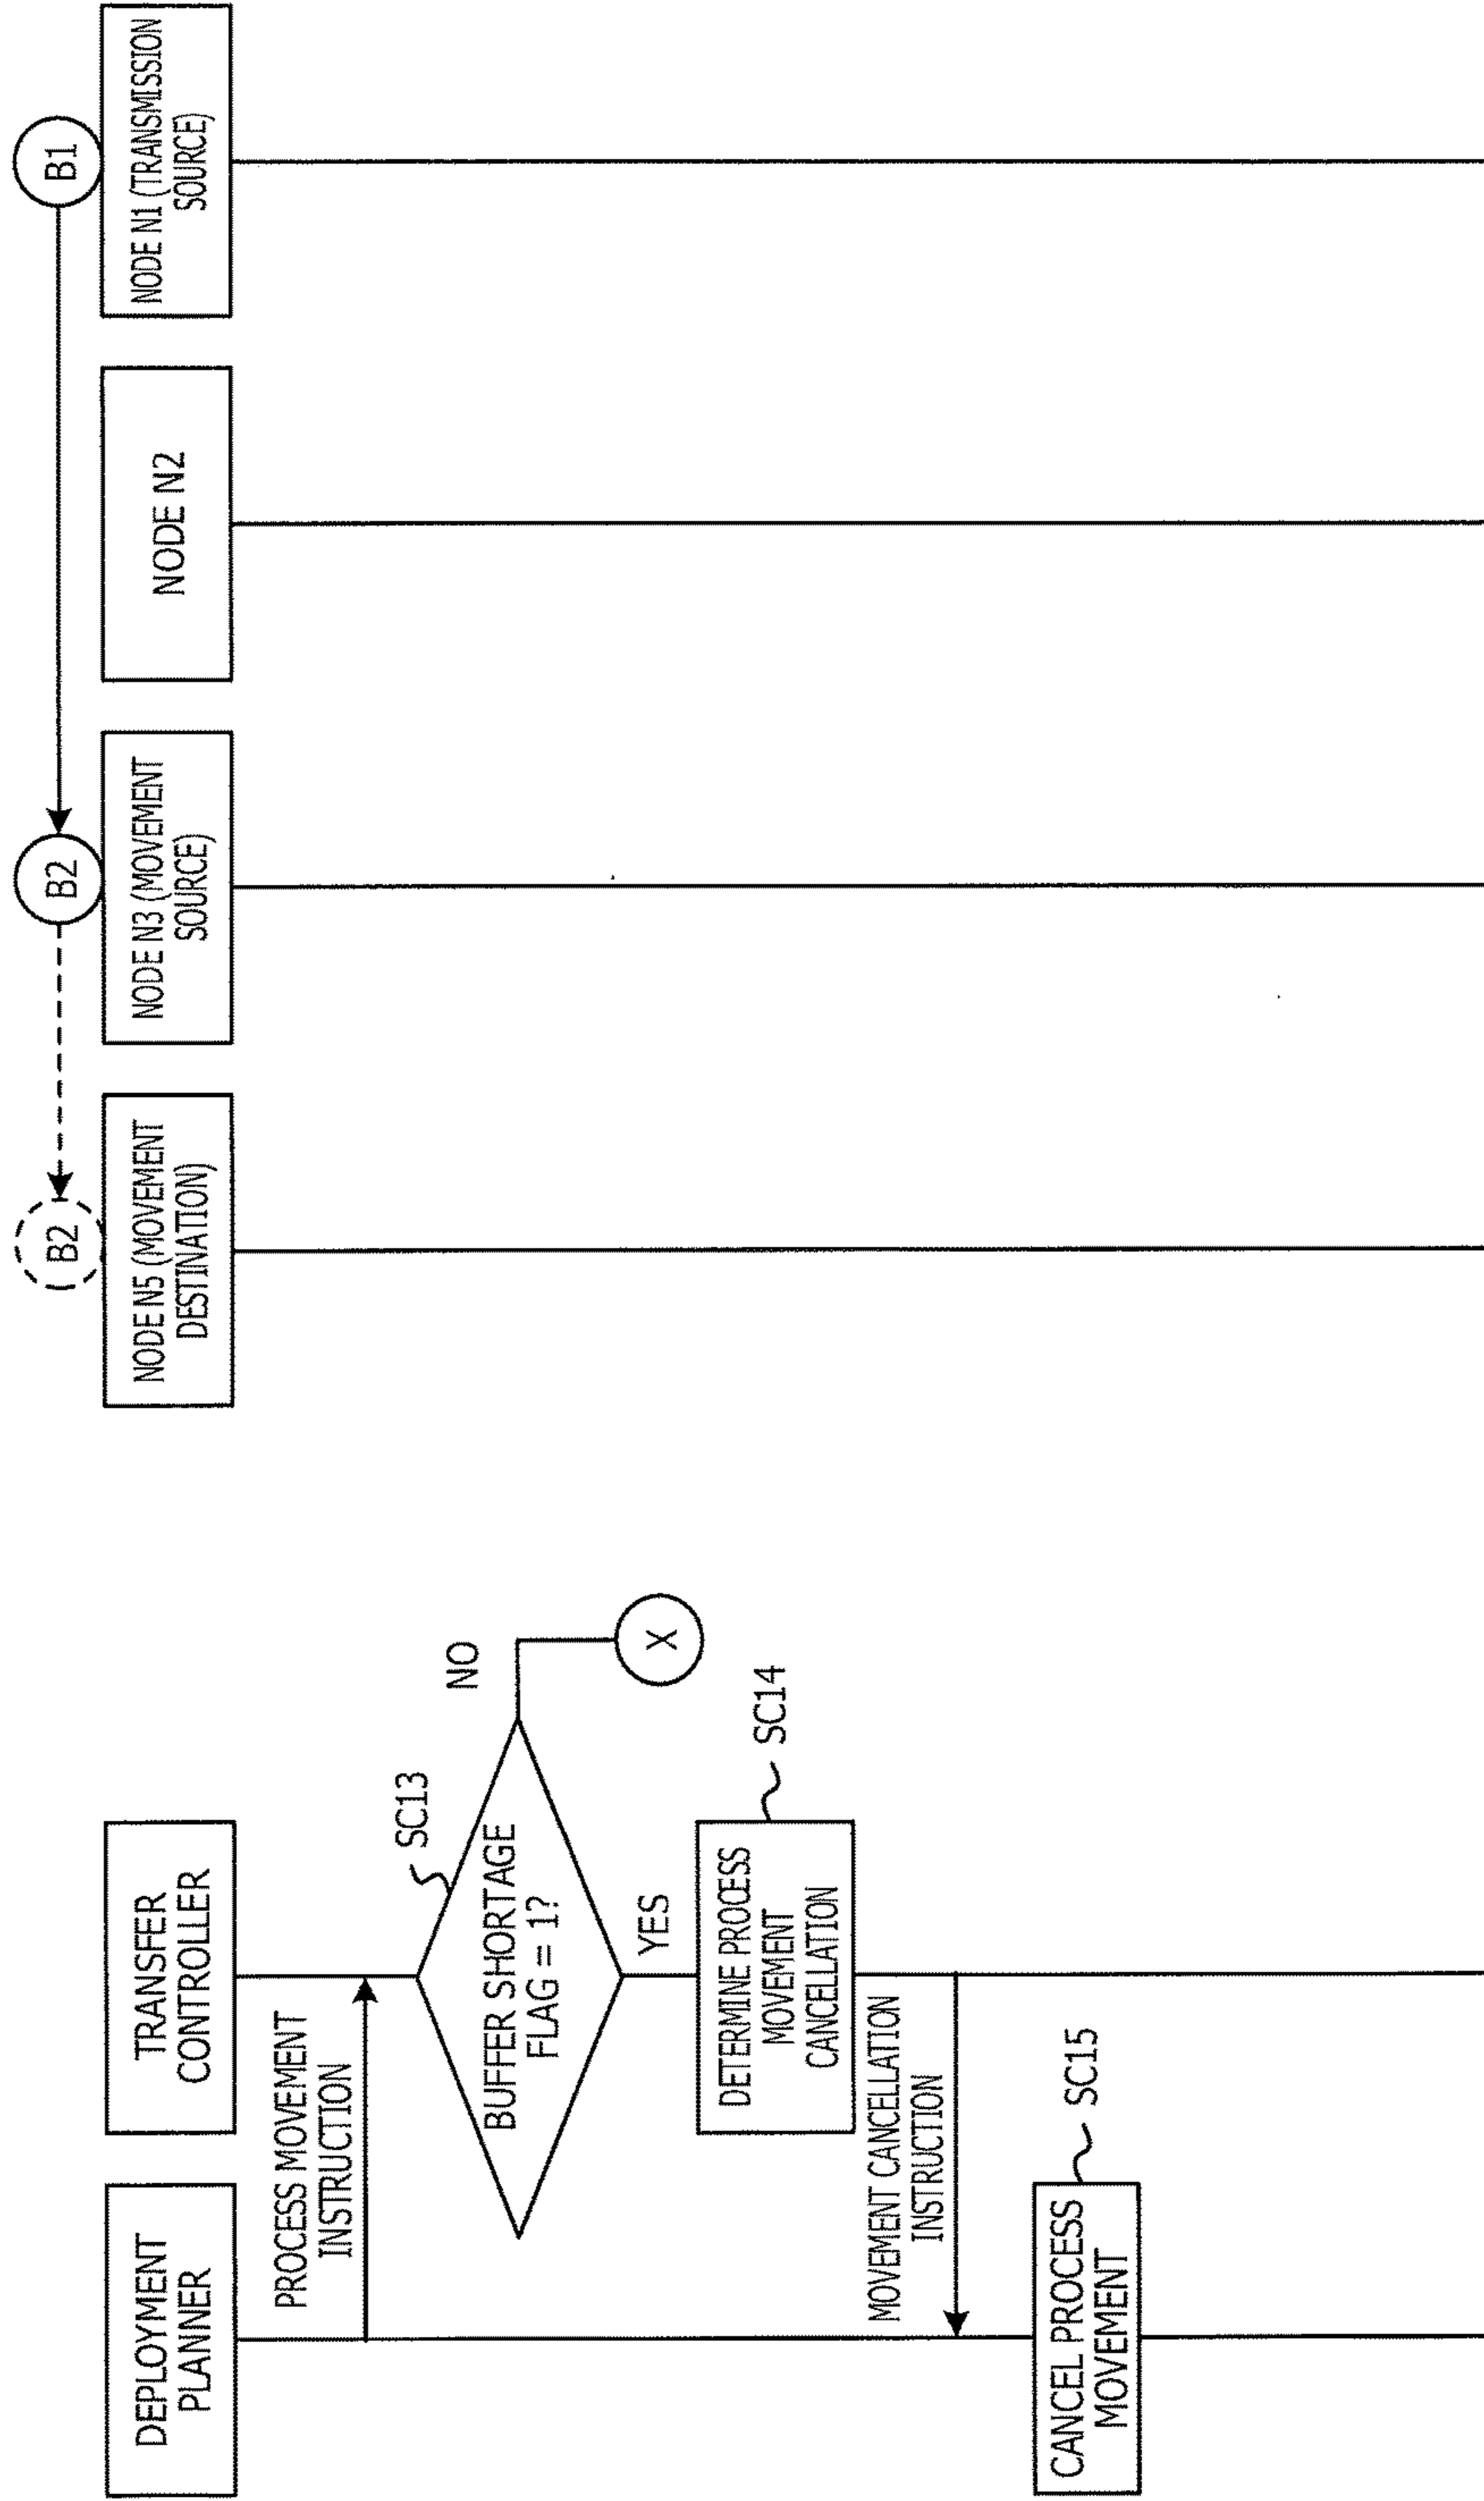 DEPLOYMENT
PLANNER
TRANSFER
CONTROLLER
B2
NODE N5 (MOVEMENT
DESTINATION)
B2
NODE N3 (MOVEMENT
SOURCE)
NODE N2
B1
NODE N1 (TRANSMISSION
SOURCE)
PROCESS MOVEMENT
INSTRUCTION
SC13
BUFFER SHORTAGE
FLAG = 1?
NO
X
YES
SC14
DETERMINE PROCESS
MOVEMENT
CANCELLATION
MOVEMENT CANCELLATION
INSTRUCTION
SC15
CANCEL PROCESS
MOVEMENT